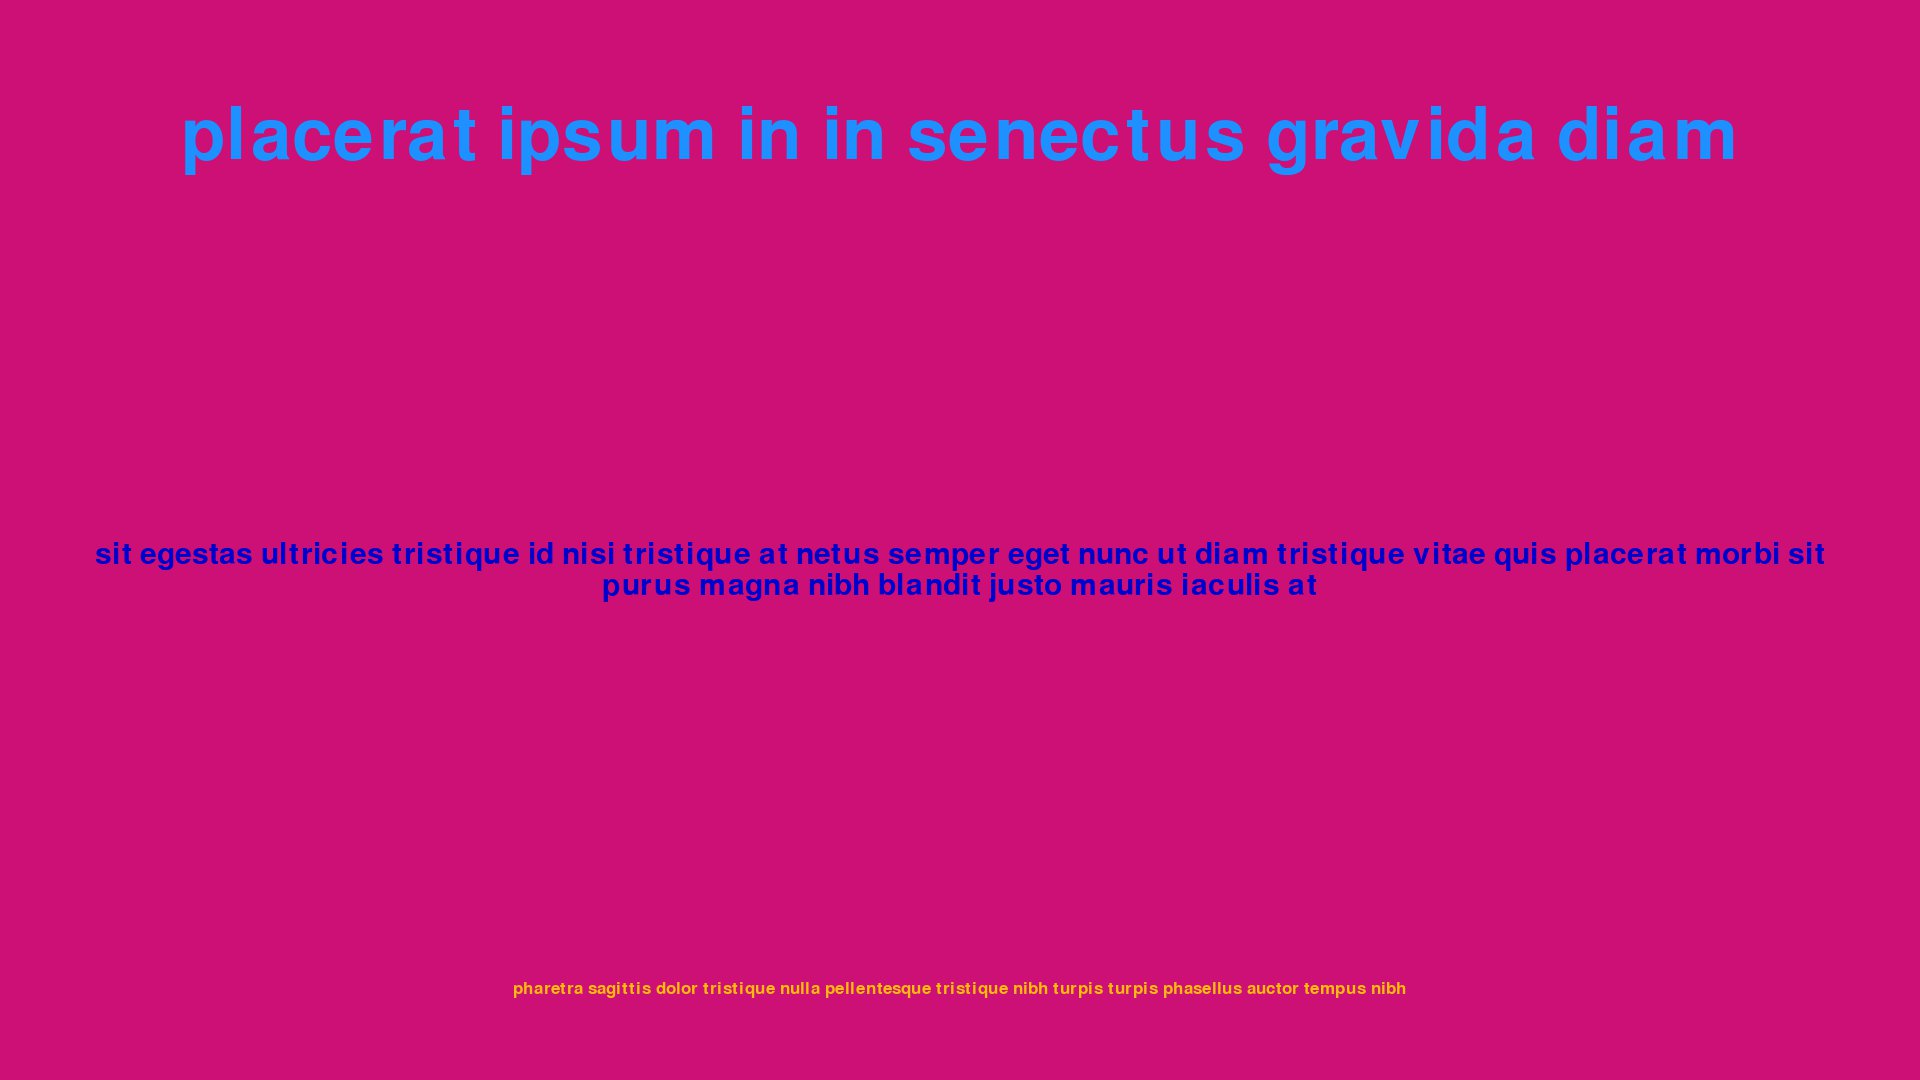 placerat ipsum in in senectus gravida diam
sit egestas ultricies tristique id nisi tristique at netus semper eget nunc ut diam tristique vitae quis placerat morbi sit
purus magna nibh blandit justo mauris iaculis at
pharetra sagittis dolor tristique nulla pellentesque tristique nibh turpis turpis phasellus auctor tempus nibh